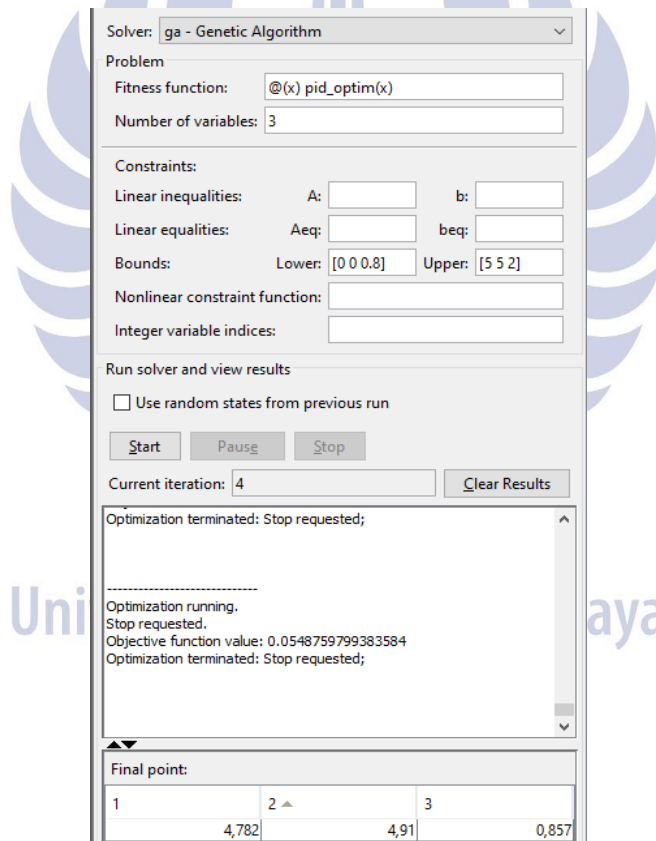 Solver: ga - Genetic Algorithm
Problem
Fitness function: @(x) pid_optim(x)
Number of variables: 3
Constraints:
Linear inequalities: A: b:
Linear equalities: Aeq: beq:
Bounds: Lower: [0 0 0.8] Upper: [5 5 2]
Nonlinear constraint function:
Integer variable indices:
Run solver and view results
Use random states from previous run
Start Pause Stop
Current iteration: 4 Clear Results
Optimization terminated: Stop requested;
-----------------------------
Optimization running.
Stop requested.
Objective function value: 0.0548759799383584
Optimization terminated: Stop requested;
Uni aya
Final point:
1 2 3
4,782 4,91 0,857